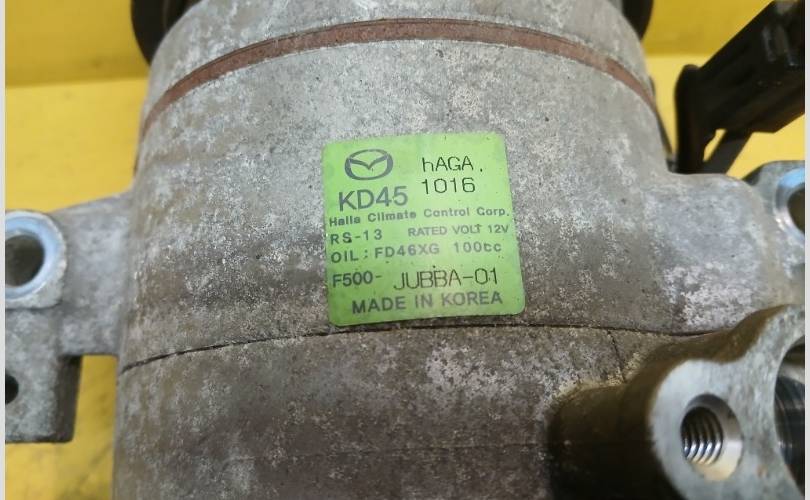 hAGA.
KD45 1016
Halla Climate Control Corp.
RS-13 RATED VOLT 12V
OIL : FD46XG 100cc
F500- JUBBA-01
MADE IN KOREA